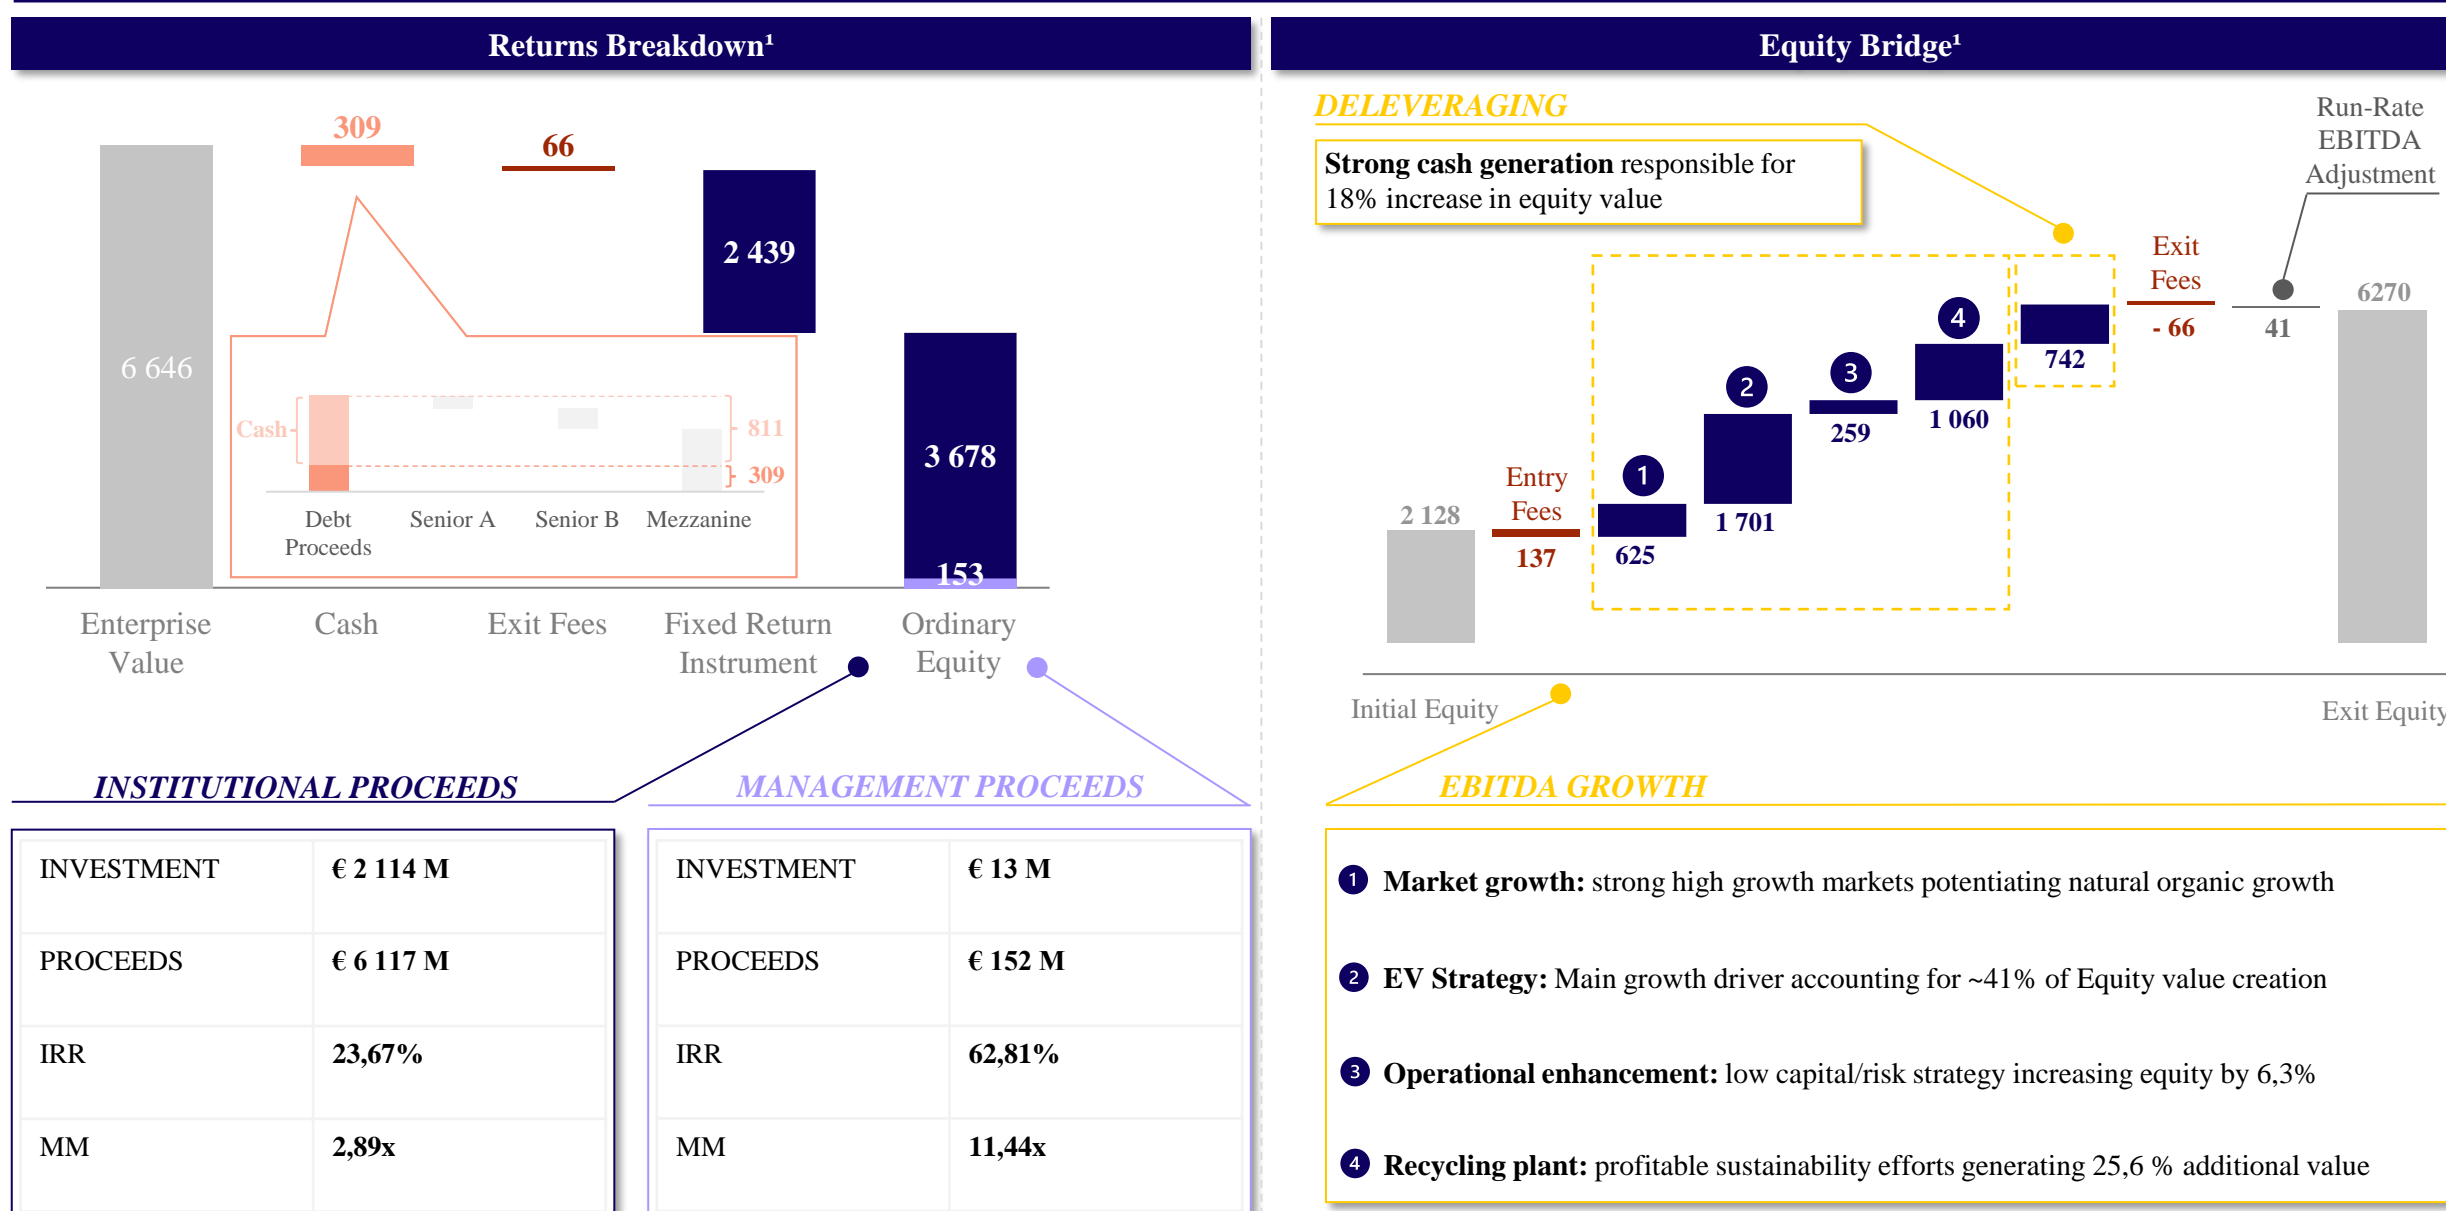 Returns Breakdown¹
309
66
2 439
6 646
Cash
811
309
Debt
Proceeds
Senior A
Senior B
Mezzanine
3 678
153
Enterprise
Value
Cash
Exit Fees
Fixed Return
Instrument
Ordinary
Equity
INSTITUTIONAL PROCEEDS
INVESTMENT € 2 114 M
PROCEEDS € 6 117 M
IRR 23,67%
MM 2,89x
MANAGEMENT PROCEEDS
INVESTMENT € 13 M
PROCEEDS € 152 M
IRR 62,81%
MM 11,44x
Equity Bridge¹
DELEVERAGING
Strong cash generation responsible for
18% increase in equity value
Run-Rate
EBITDA
Adjustment
2 128
Entry
Fees
137
1
625
2
1 701
3
259
4
1 060
742
Exit
Fees
- 66
41
6270
Initial Equity
Exit Equity
EBITDA GROWTH
1 Market growth: strong high growth markets potentiating natural organic growth
2 EV Strategy: Main growth driver accounting for ~41% of Equity value creation
3 Operational enhancement: low capital/risk strategy increasing equity by 6,3%
4 Recycling plant: profitable sustainability efforts generating 25,6 % additional value